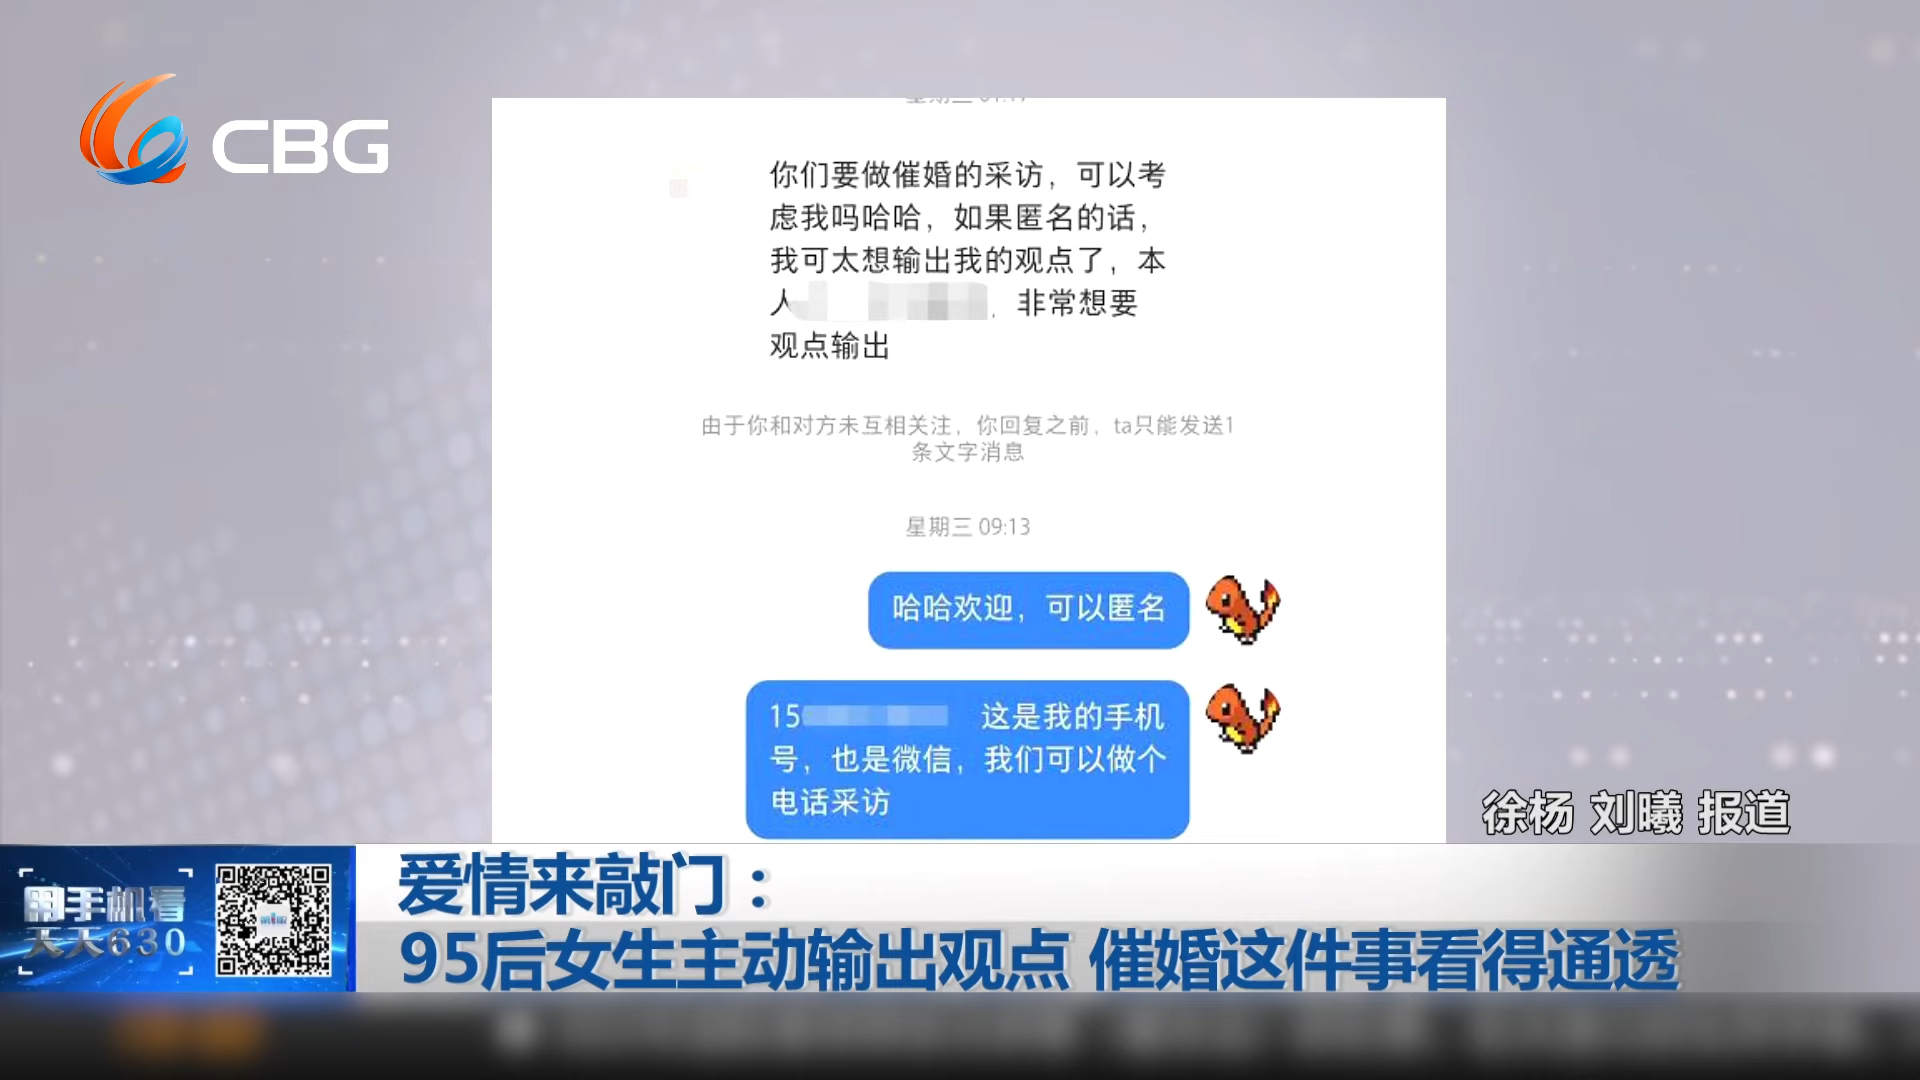 CBG
你们要做催婚的采访，可以考
虑我吗哈哈，如果匿名的话，
我可太想输出我的观点了，本
人 ，非常想要
观点输出
由于你和对方未互相关注，你回复之前，ta只能发送1
条文字消息
星期三 09:13
哈哈欢迎，可以匿名
15 这是我的手机
号，也是微信，我们可以做个
电话采访
徐杨 刘曦 报道
用手机看
天天630
爱情来敲门：
95后女生主动输出观点 催婚这件事看得通透